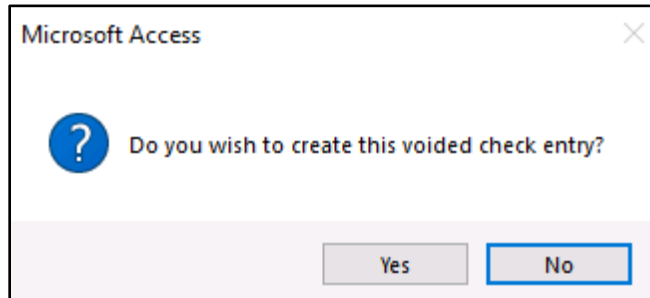 Microsoft Access
Do you wish to create this voided check entry?
Yes No